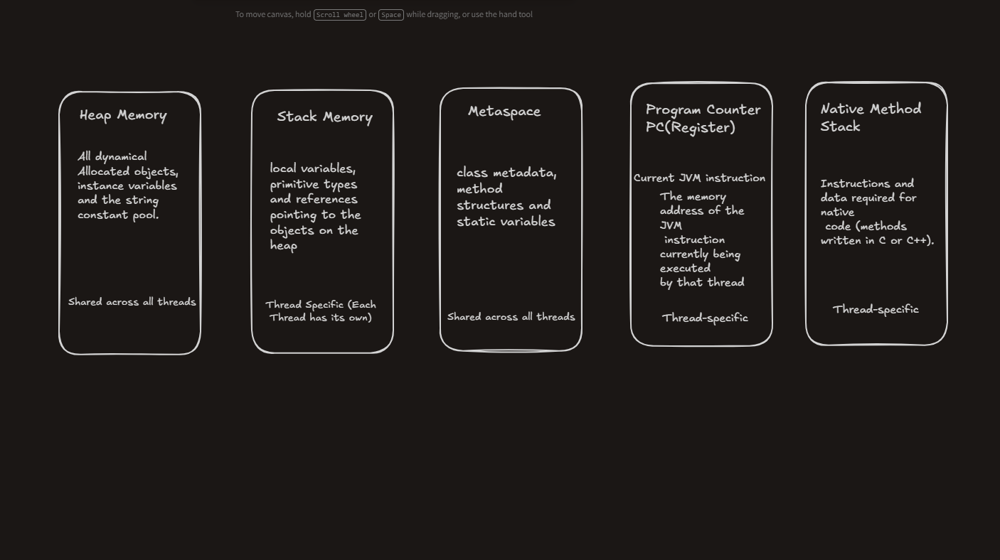 To move canvas, hold Scroll wheel or Space while dragging, or use the hand tool
Heap Memory
All dynamical
Allocated objects,
instance variables
and the string
constant pool.
Shared across all threads
Stack Memory
local variables,
primitive types
and references
pointing to the
objects on the
heap
Thread Specific (Each
Thread has its own)
Metaspace
class metadata,
method
structures and
static variables
Shared across all threads
Program Counter
PC(Register)
Current JVM instruction
The memory
address of the
JVM
instruction
currently being
executed
by that thread
Thread-specific
Native Method
Stack
Instructions and
data required for
native
code (methods
written in C or C++).
Thread-specific